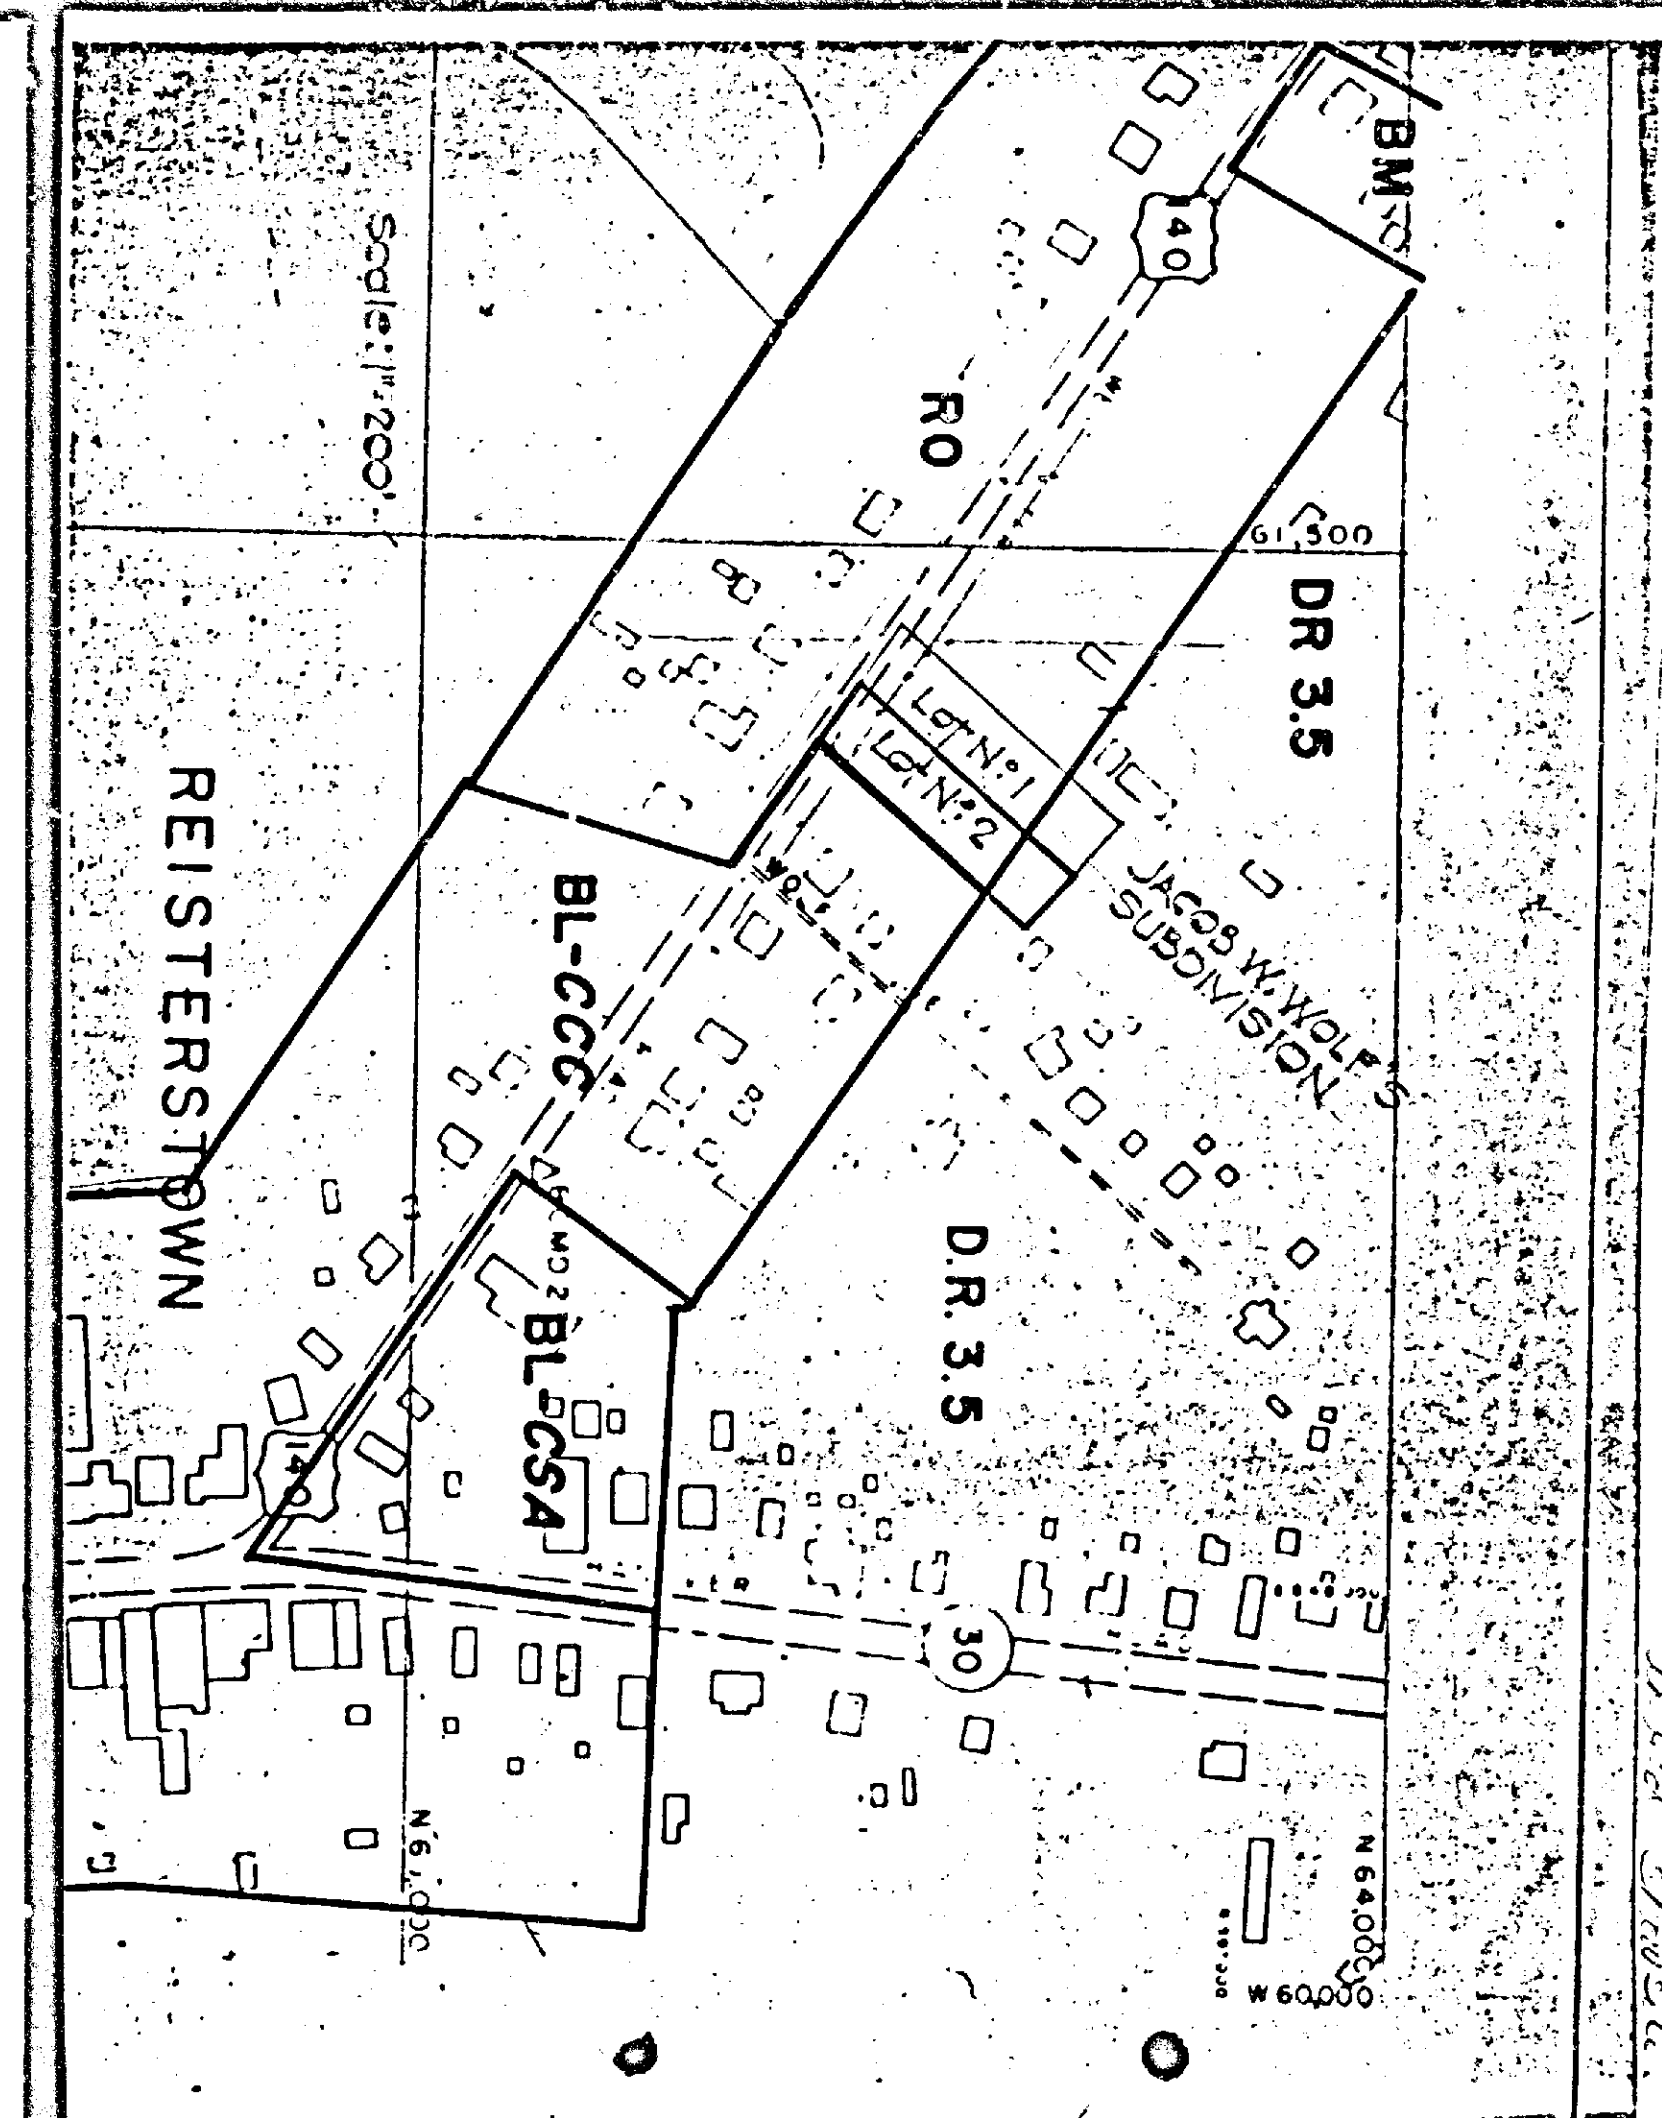 BM
140
Scale: 1" = 200'
RO
61,500
DR 3.5
Lot No. 1
Lot No. 2
JACOB W. WOLF'S
SUBDIVISION
REISTERSTOWN
BL-CCC
D.R. 3.5
BL-CSA
140
30
N 64,000
W 60,000